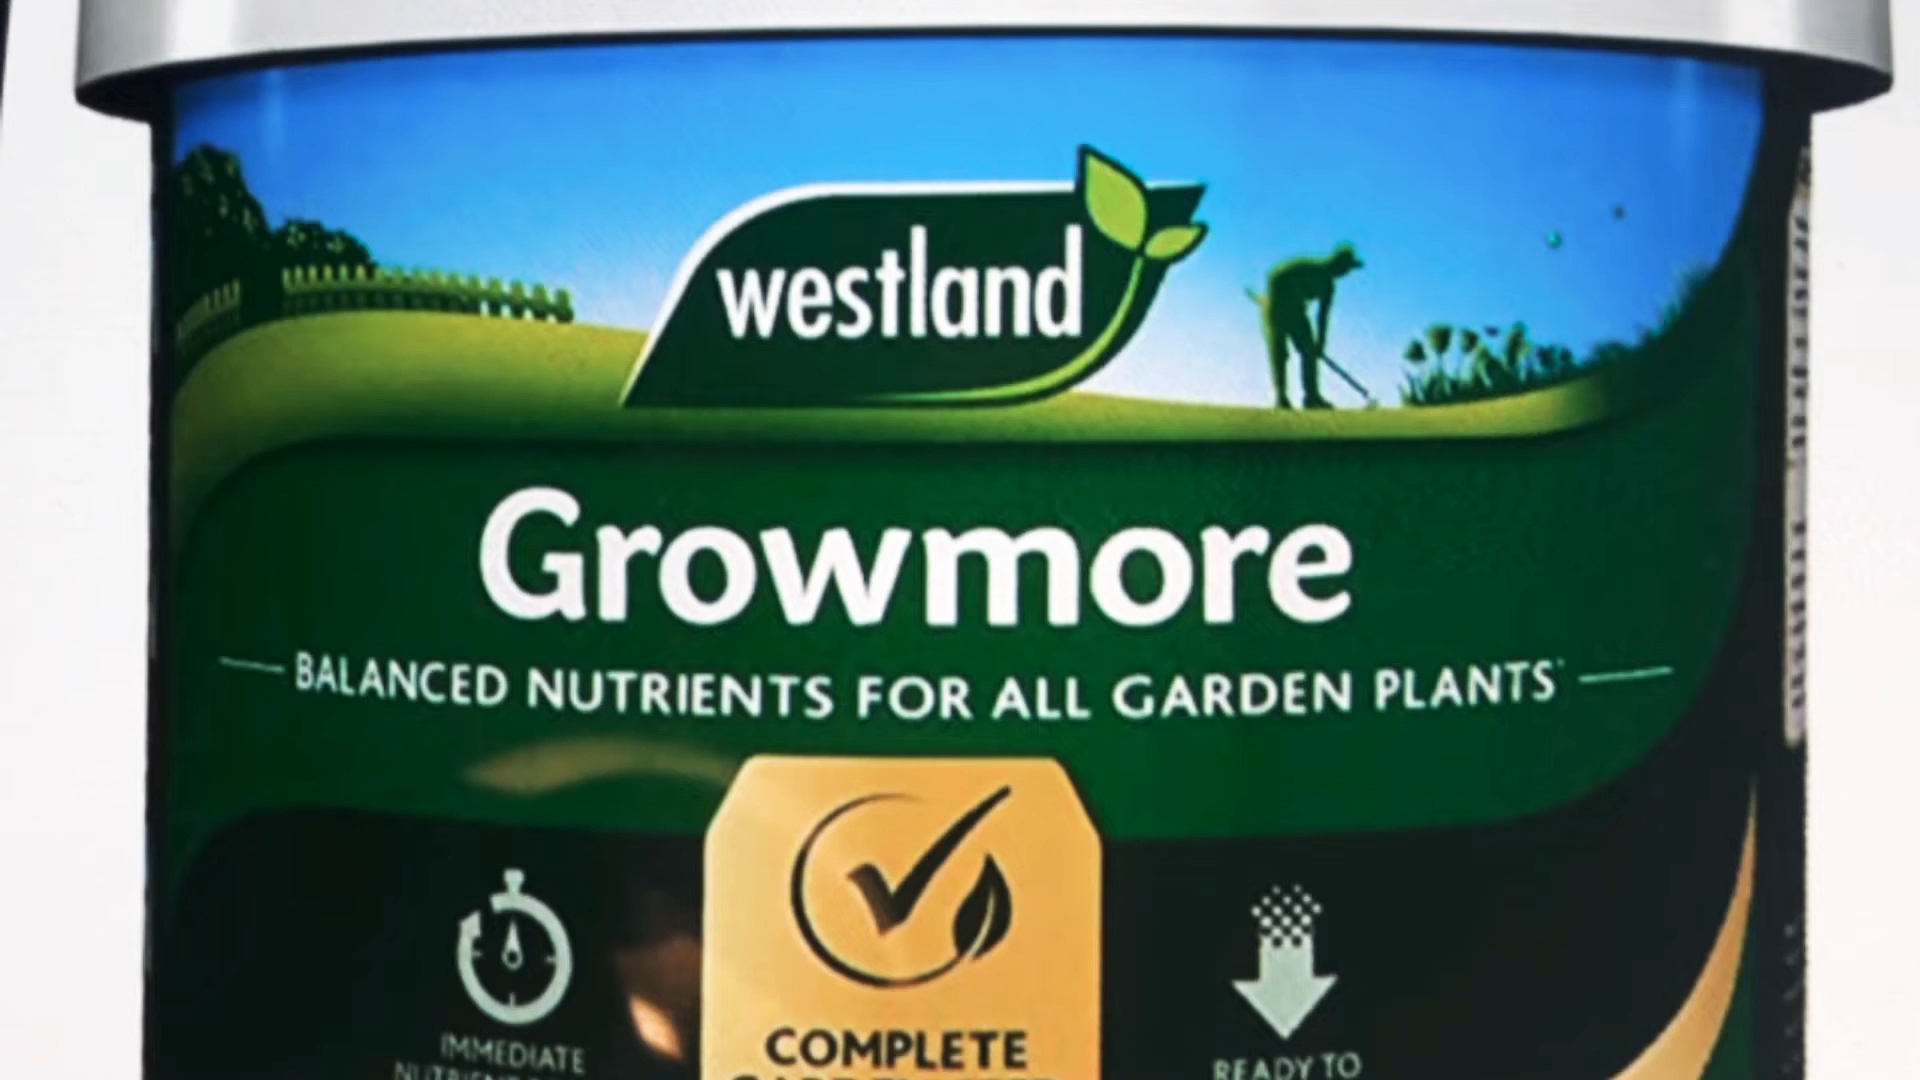 westland
Growmore
BALANCED NUTRIENTS FOR ALL GARDEN PLANTS
IMMEDIATE
COMPLETE
READY TO